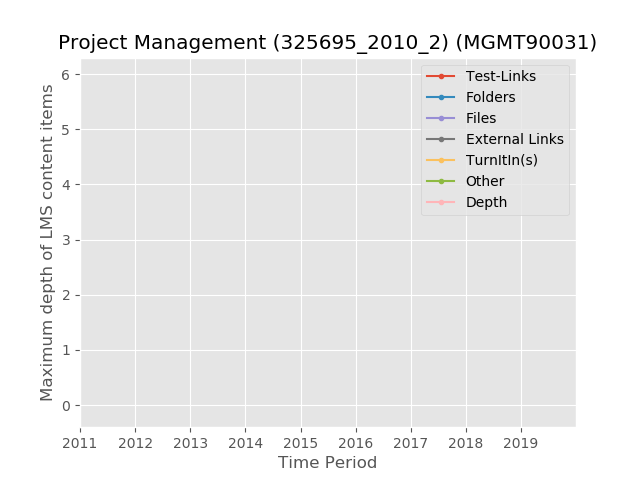 Project Management (325695_2010_2) (MGMT90031)
Test-Links
Folders
Files
External Links
TurnItIn(s)
Other
Depth
Maximum depth of LMS content items
6
5
4
3
2
1
0
2011 2012 2013 2014 2015 2016 2017 2018 2019
Time Period